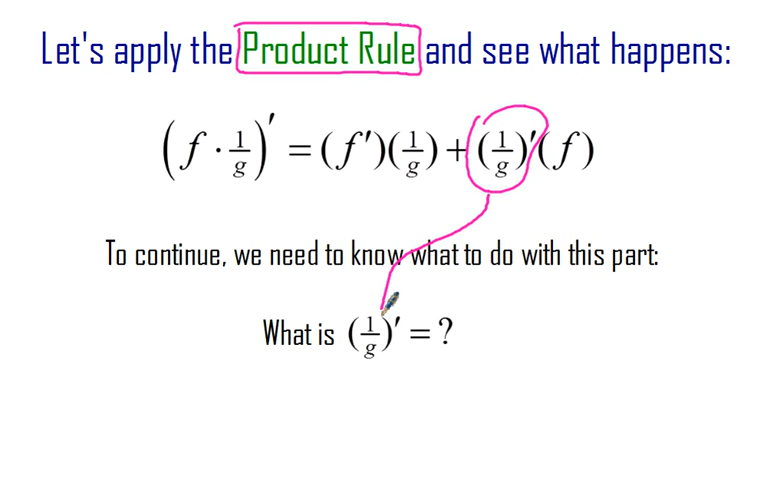 Let's apply the Product Rule and see what happens:
(f · 1/g)′ = (f′)(1/g) + (1/g)′(f)
To continue, we need to know what to do with this part:
What is (1/g)′ = ?